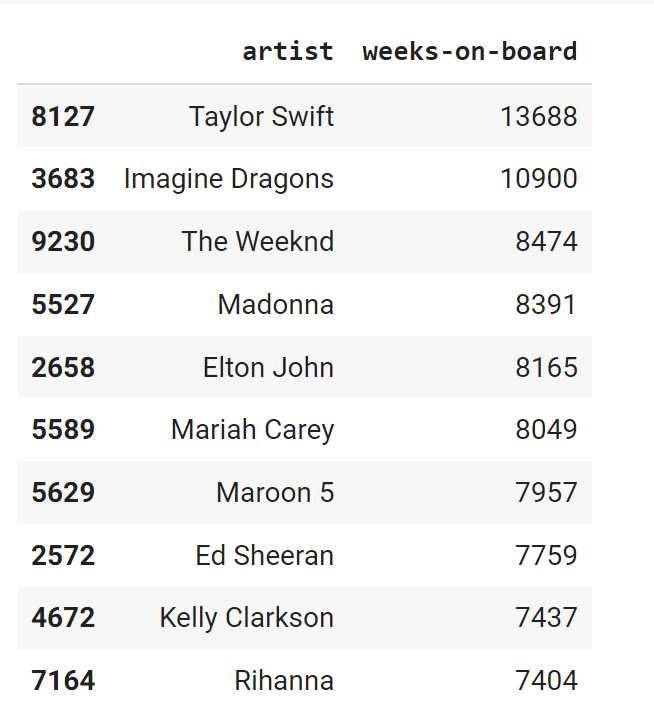 artist weeks-on-board
8127 Taylor Swift 13688
3683 Imagine Dragons 10900
9230 The Weeknd 8474
5527 Madonna 8391
2658 Elton John 8165
5589 Mariah Carey 8049
5629 Maroon 5 7957
2572 Ed Sheeran 7759
4672 Kelly Clarkson 7437
7164 Rihanna 7404